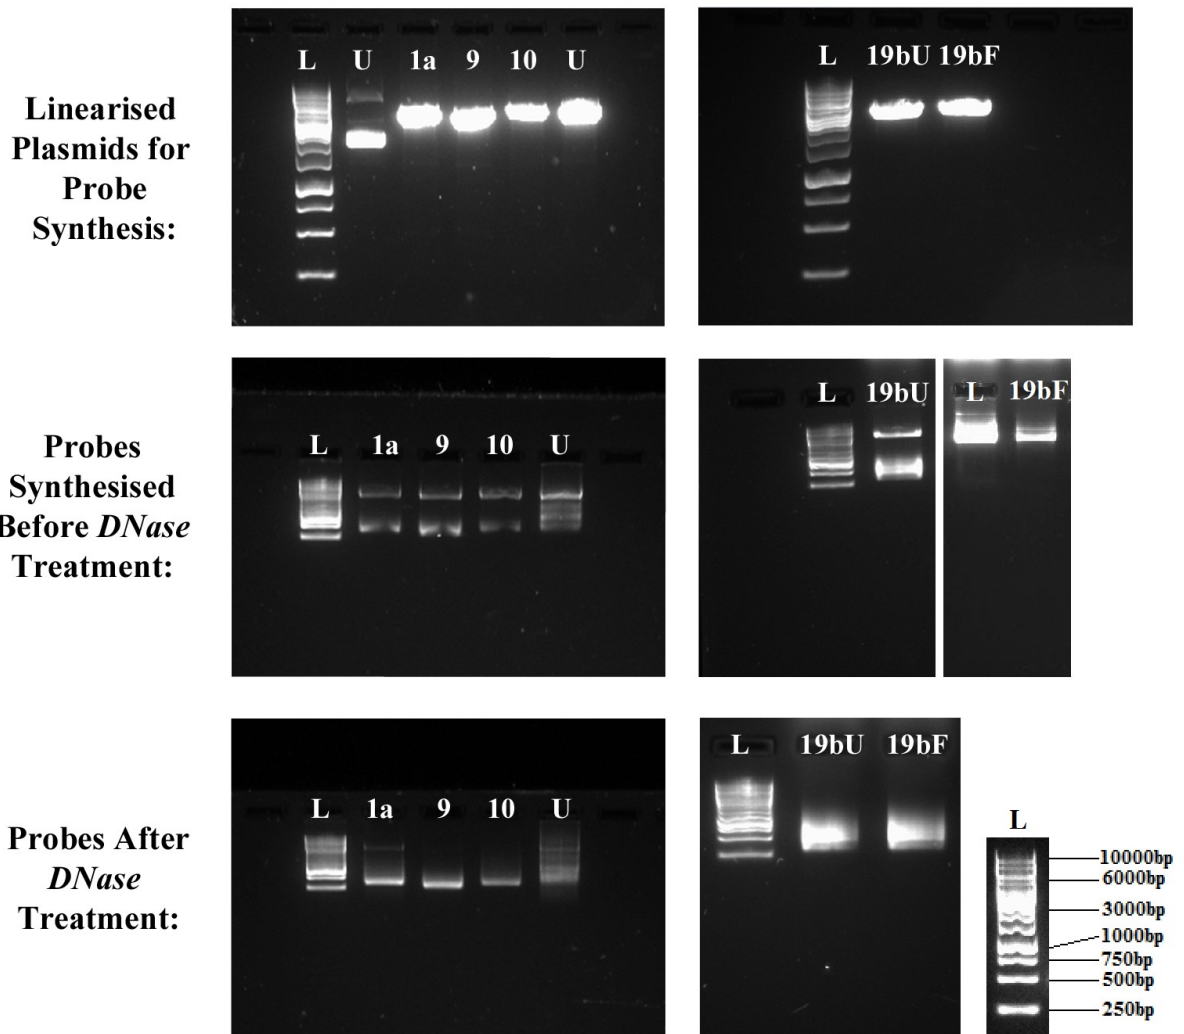 Linearised
Plasmids for
Probe
Synthesis:
L U 1a 9 10 U
L 19bU 19bF
Probes
Synthesised
Before DNase
Treatment:
L 1a 9 10 U
L 19bU
L 19bF
Probes After
DNase
Treatment:
L 1a 9 10 U
L 19bU 19bF
L
10000bp
6000bp
3000bp
1000bp
750bp
500bp
250bp